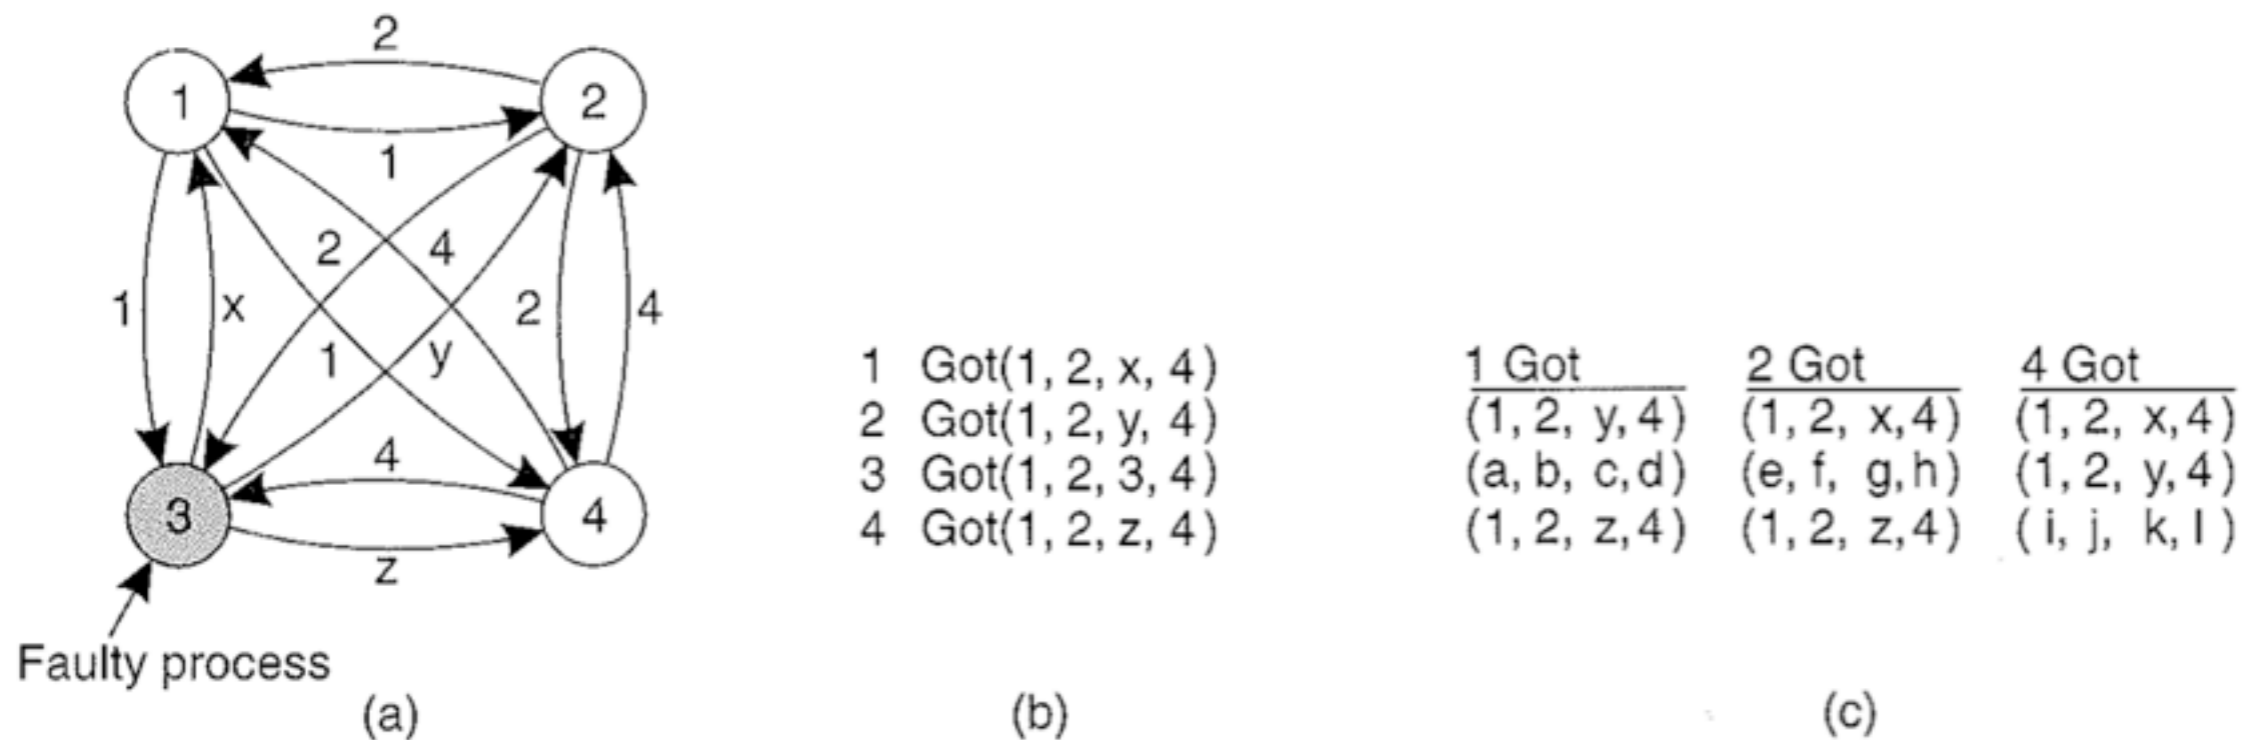 2
1
2
1
2
4
1
x
2
4
1
y
4
3
4
z
Faulty process
(a)
1 Got(1, 2, x, 4)
2 Got(1, 2, y, 4)
3 Got(1, 2, 3, 4)
4 Got(1, 2, z, 4)
(b)
1 Got 2 Got 4 Got
(1, 2, y, 4) (1, 2, x, 4) (1, 2, x, 4)
(a, b, c, d) (e, f, g, h) (1, 2, y, 4)
(1, 2, z, 4) (1, 2, z, 4) (i, j, k, l)
(c)